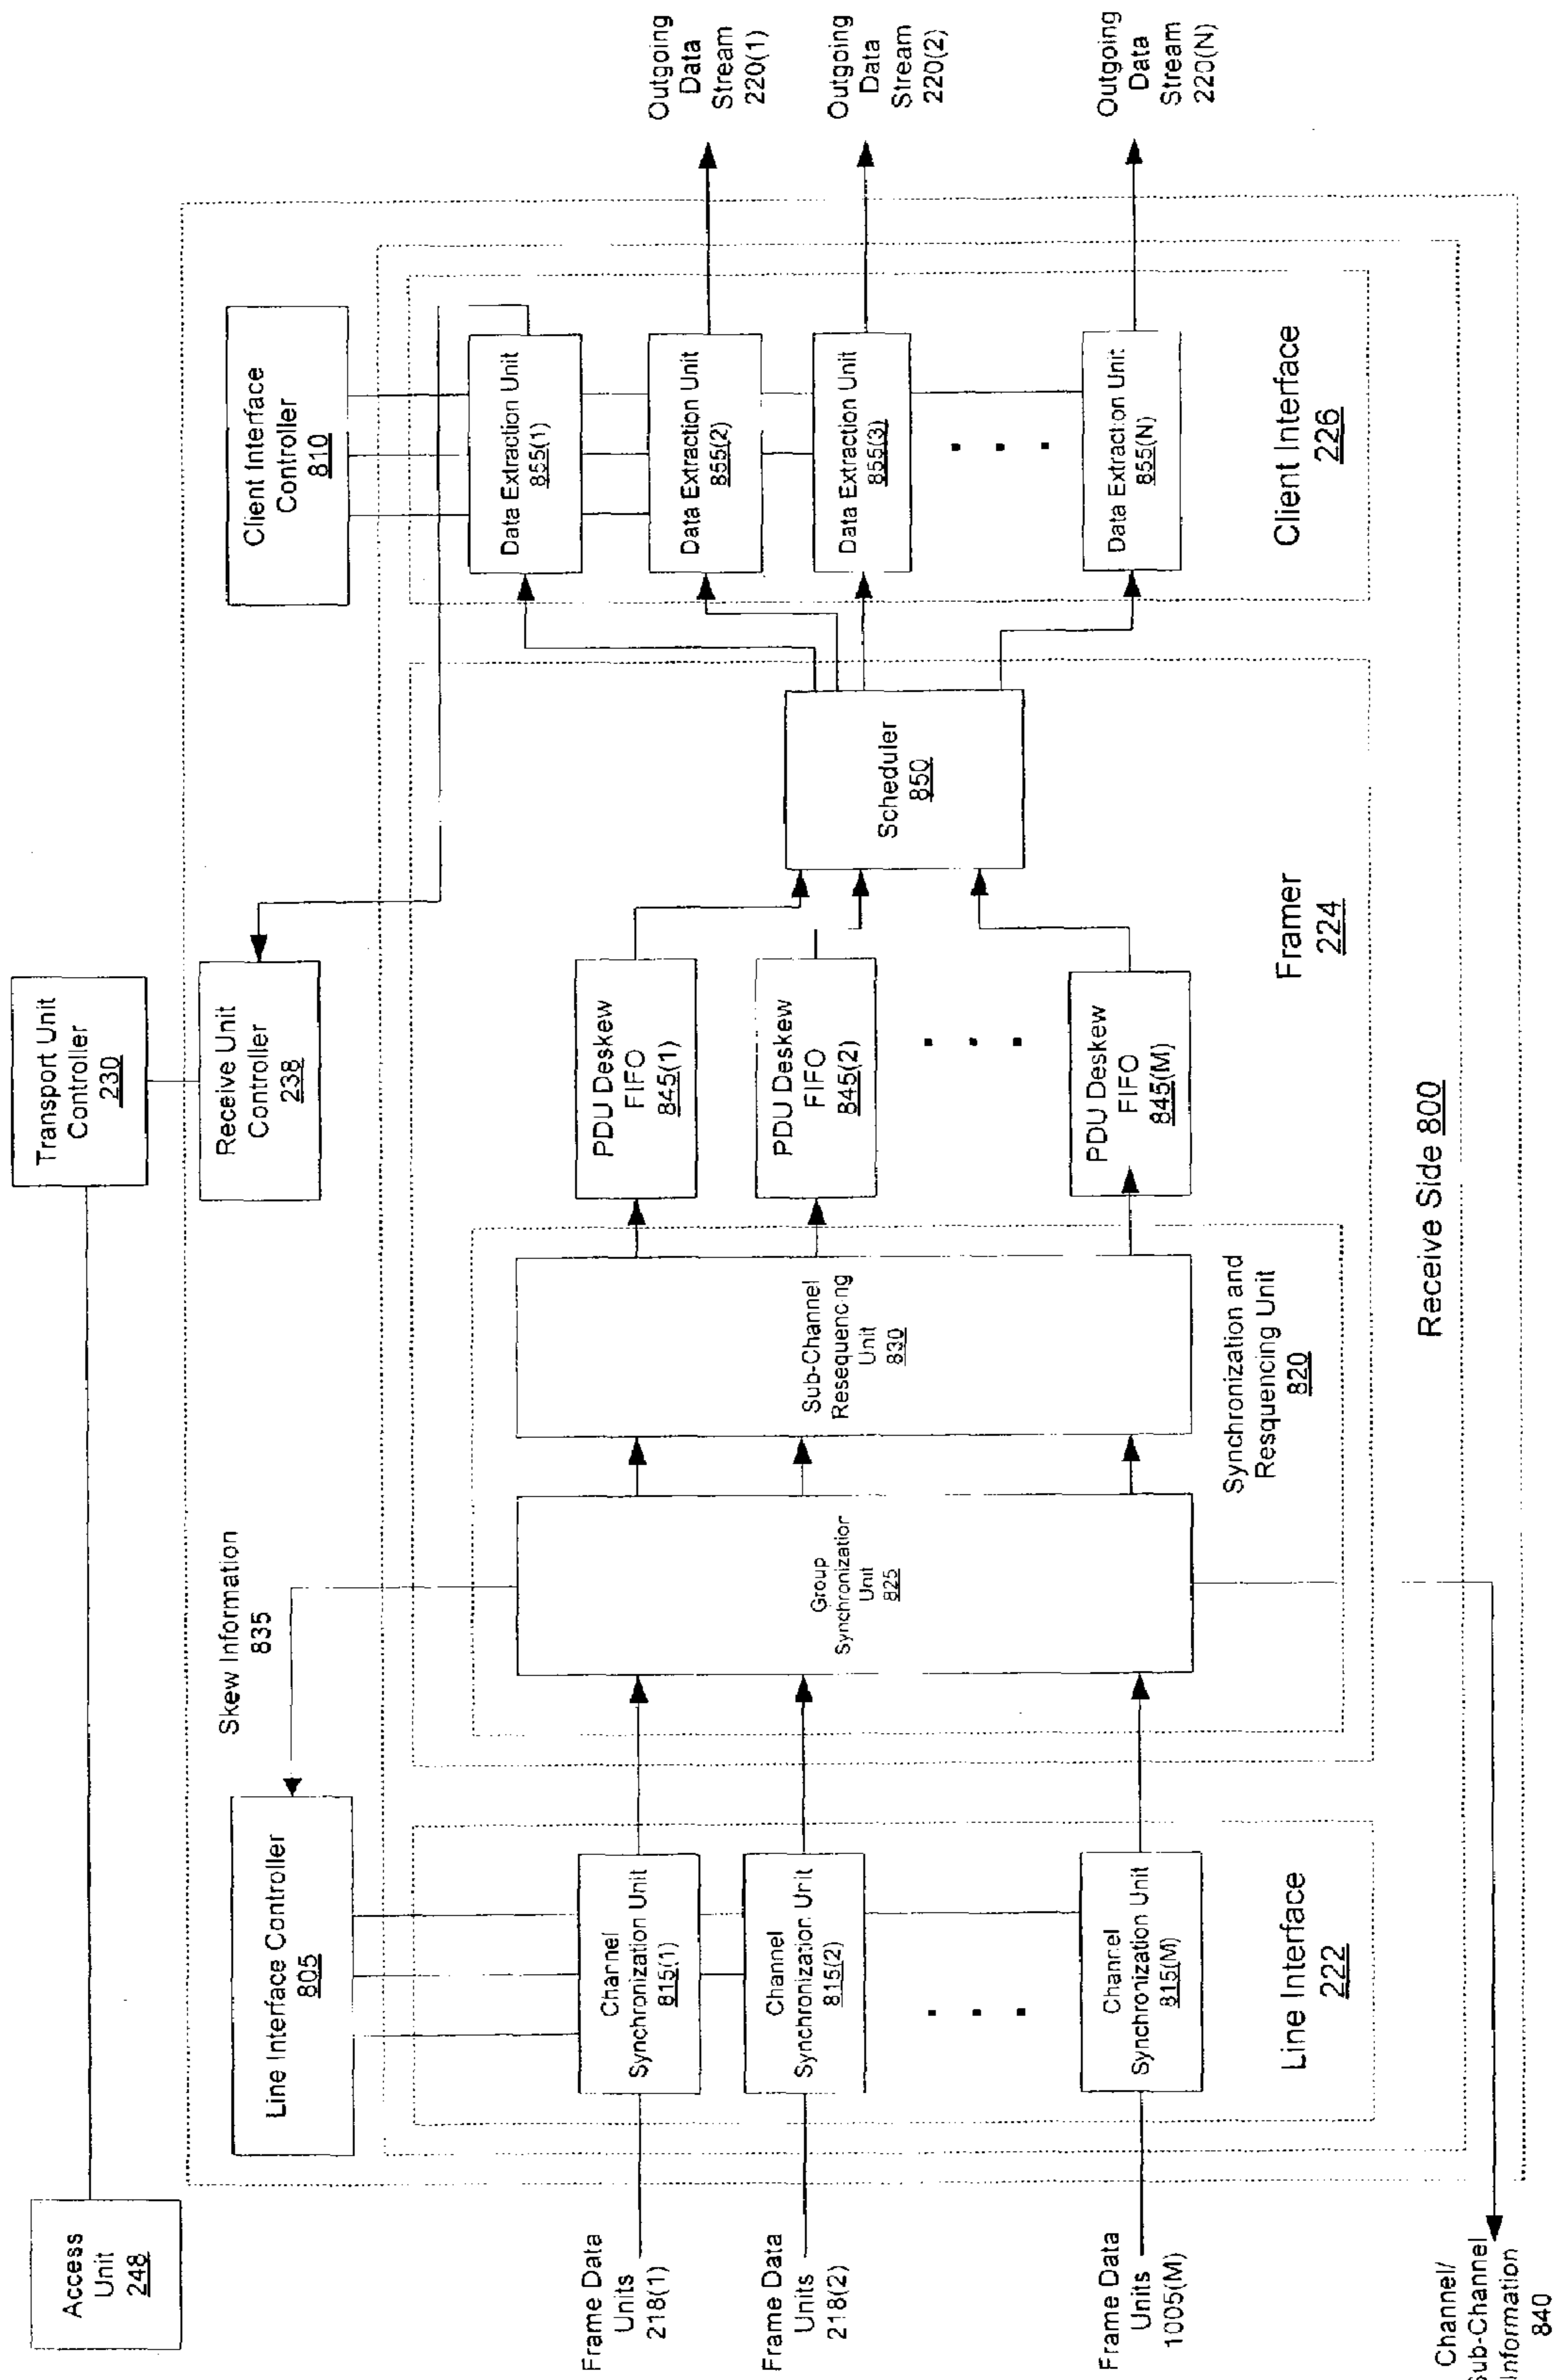 Access
Unit
248
Transport Unit
Controller
230
Line Interface Controller
805
Skew Information
835
Receive Unit
Controller
238
Client Interface
Controller
810
Frame Data
Units
218(1)
Frame Data
Units
218(2)
Frame Data
Units
1005(M)
Channel
Synchronization Unit
815(1)
Channel
Synchronization Unit
815(2)
Channel
Synchronization Unit
815(M)
Line Interface
222
Group
Synchronization
Unit
825
Sub-Channel
Resequencing
Unit
830
Synchronization and
Resquencing Unit
820
PDU Deskew
FIFO
845(1)
PDU Deskew
FIFO
845(2)
PDU Deskew
FIFO
845(M)
Scheduler
850
Framer
224
Data Extraction Unit
855(1)
Data Extraction Unit
855(2)
Data Extraction Unit
855(3)
Data Extraction Unit
855(N)
Client Interface
226
Outgoing
Data
Stream
220(1)
Outgoing
Data
Stream
220(2)
Outgoing
Data
Stream
220(N)
Receive Side 800
Channel/
Sub-Channel
Information
840